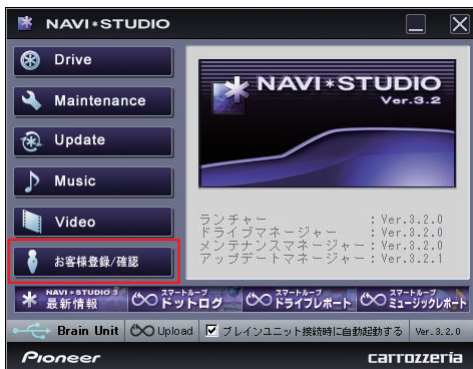 NAVI*STUDIO
Drive
Maintenance
Update
Music
Video
お客様登録/確認
NAVI*STUDIO
Ver.3.2
ランチャー : Ver.3.2.0
ドライブマネージャー : Ver.3.2.0
メンテナンスマネージャー : Ver.3.2.0
アップデートマネージャー : Ver.3.2.1
NAVI*STUDIO 3
最新情報
スマートループ
ドットログ
スマートループ
ドライブレポート
スマートループ
ミュージックレポート
Brain Unit
Upload
ブレインユニット接続時に自動起動する
Ver.3.2.0
Pioneer
carrozzeria